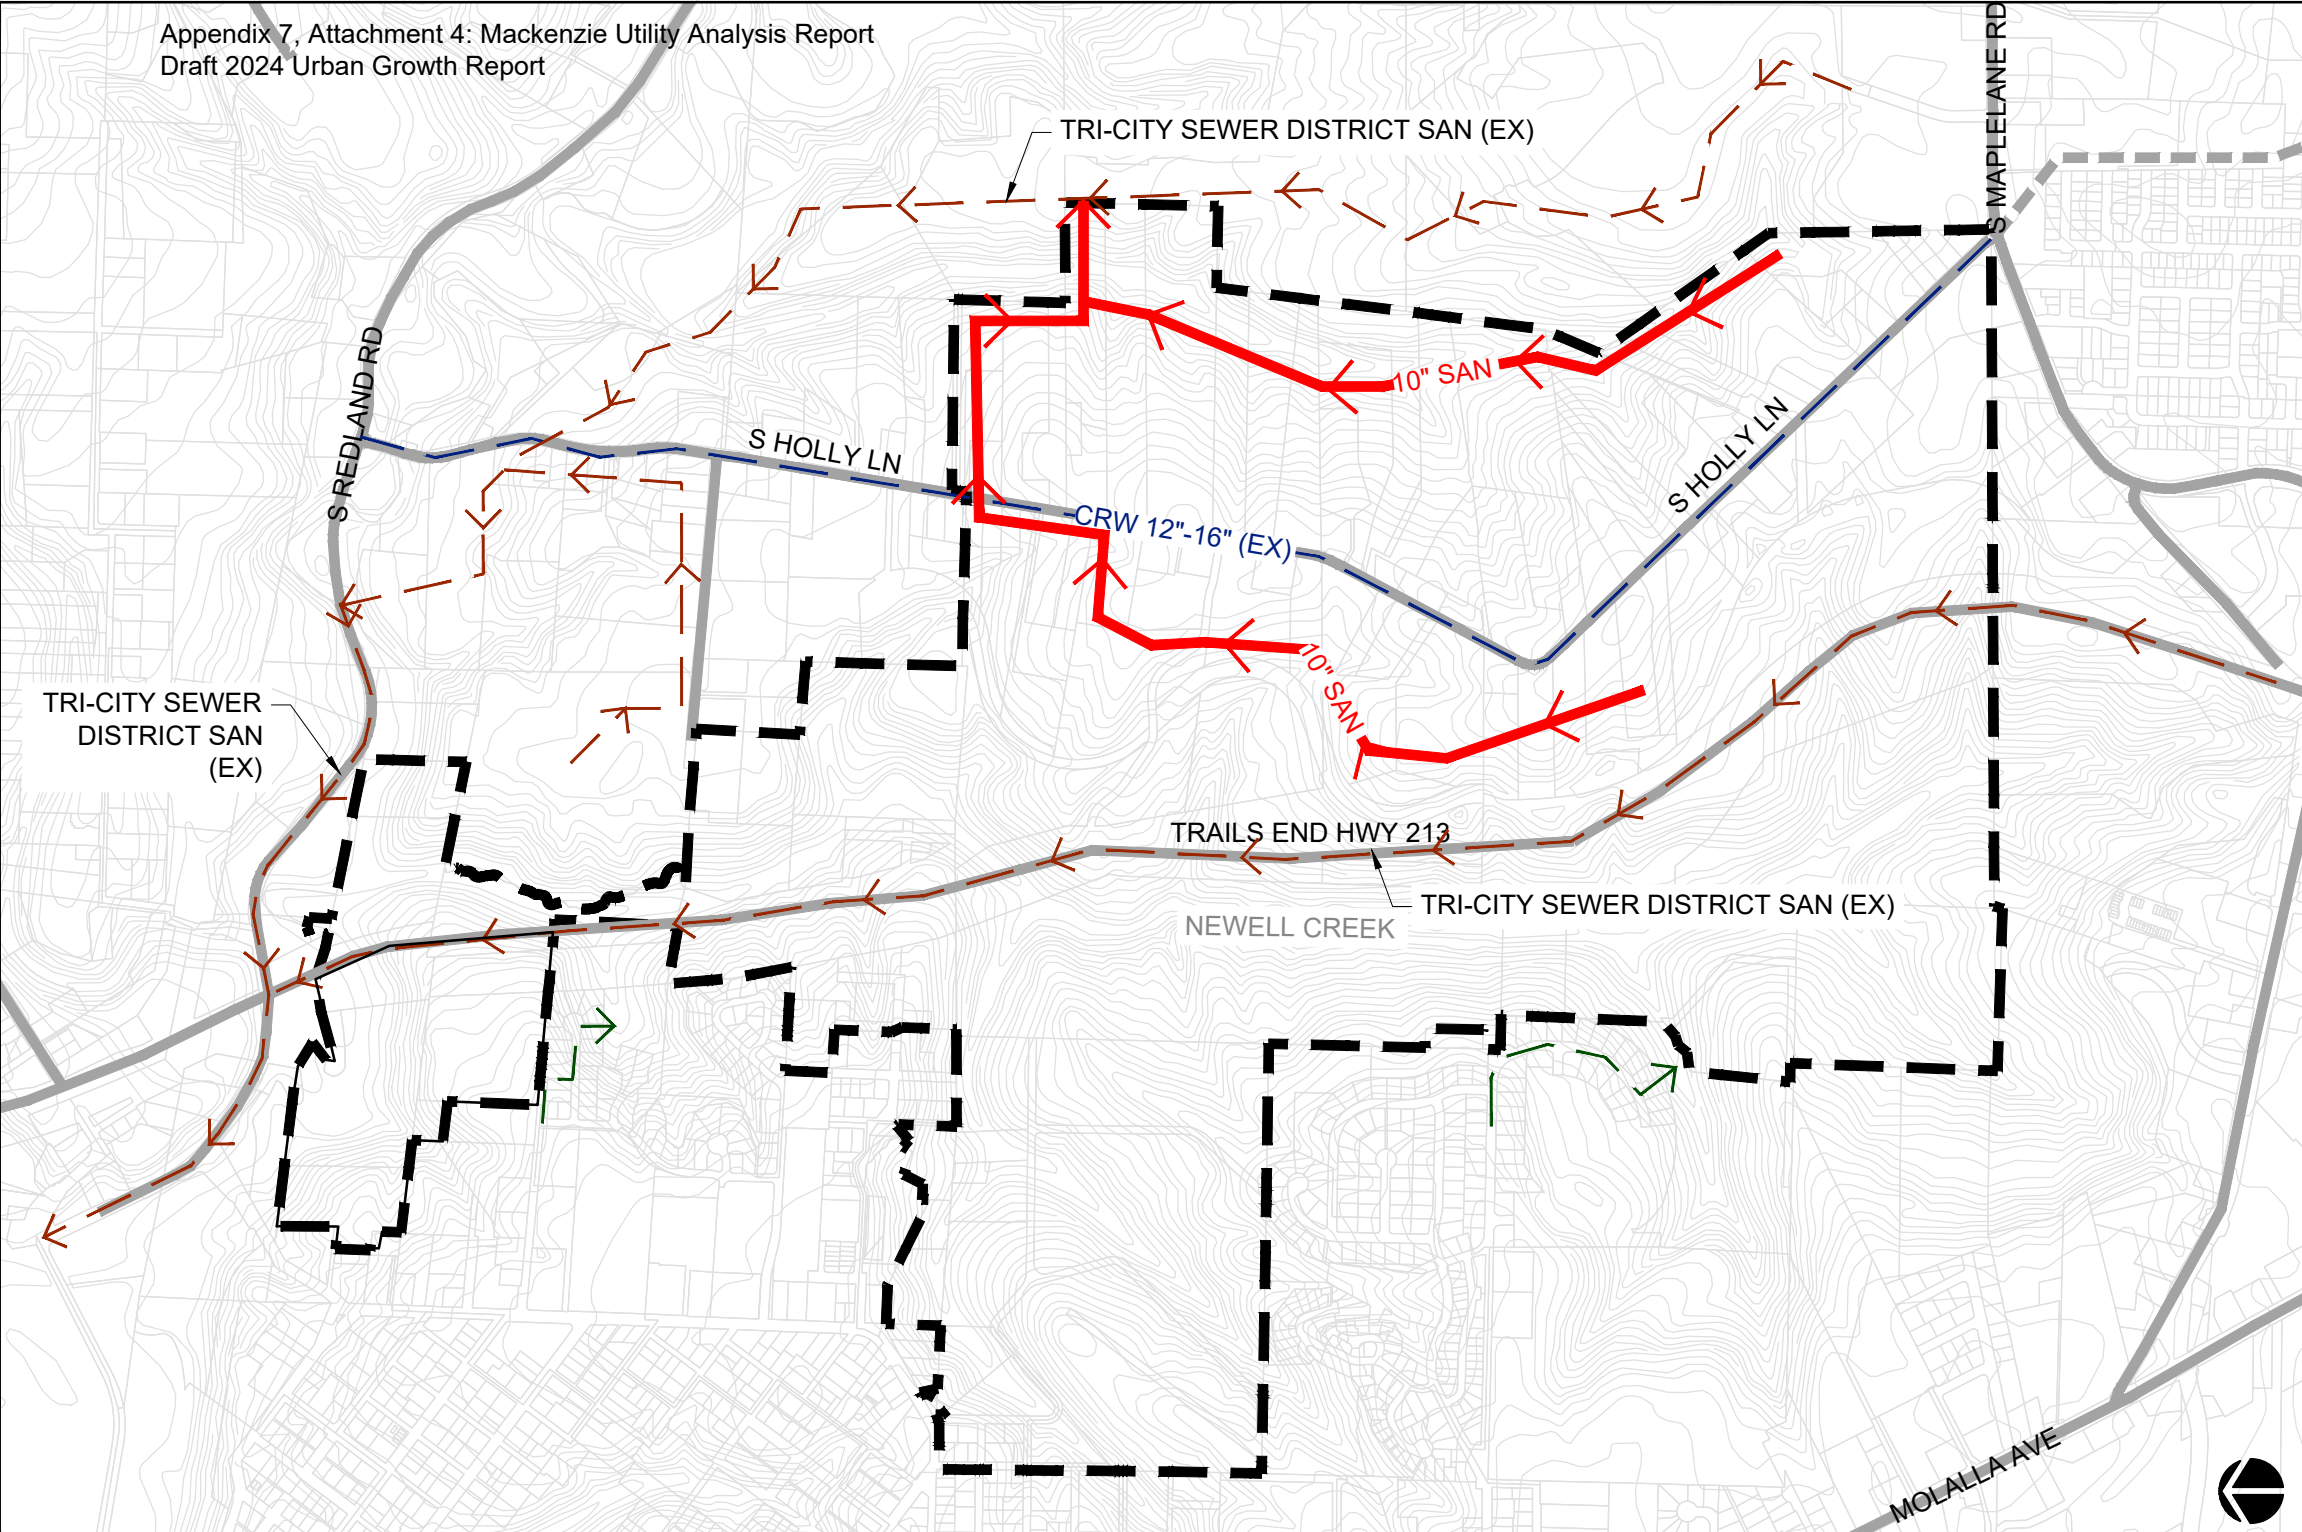 Appendix 7, Attachment 4: Mackenzie Utility Analysis Report
Draft 2024 Urban Growth Report
S MAPLELANE RD
TRI-CITY SEWER DISTRICT SAN (EX)
S REDLAND RD
10" SAN
S HOLLY LN
S HOLLY LN
CRW 12"-16" (EX)
10" SAN
TRI-CITY SEWER
DISTRICT SAN
(EX)
TRAILS END HWY 213
TRI-CITY SEWER DISTRICT SAN (EX)
NEWELL CREEK
MOLALLA AVE